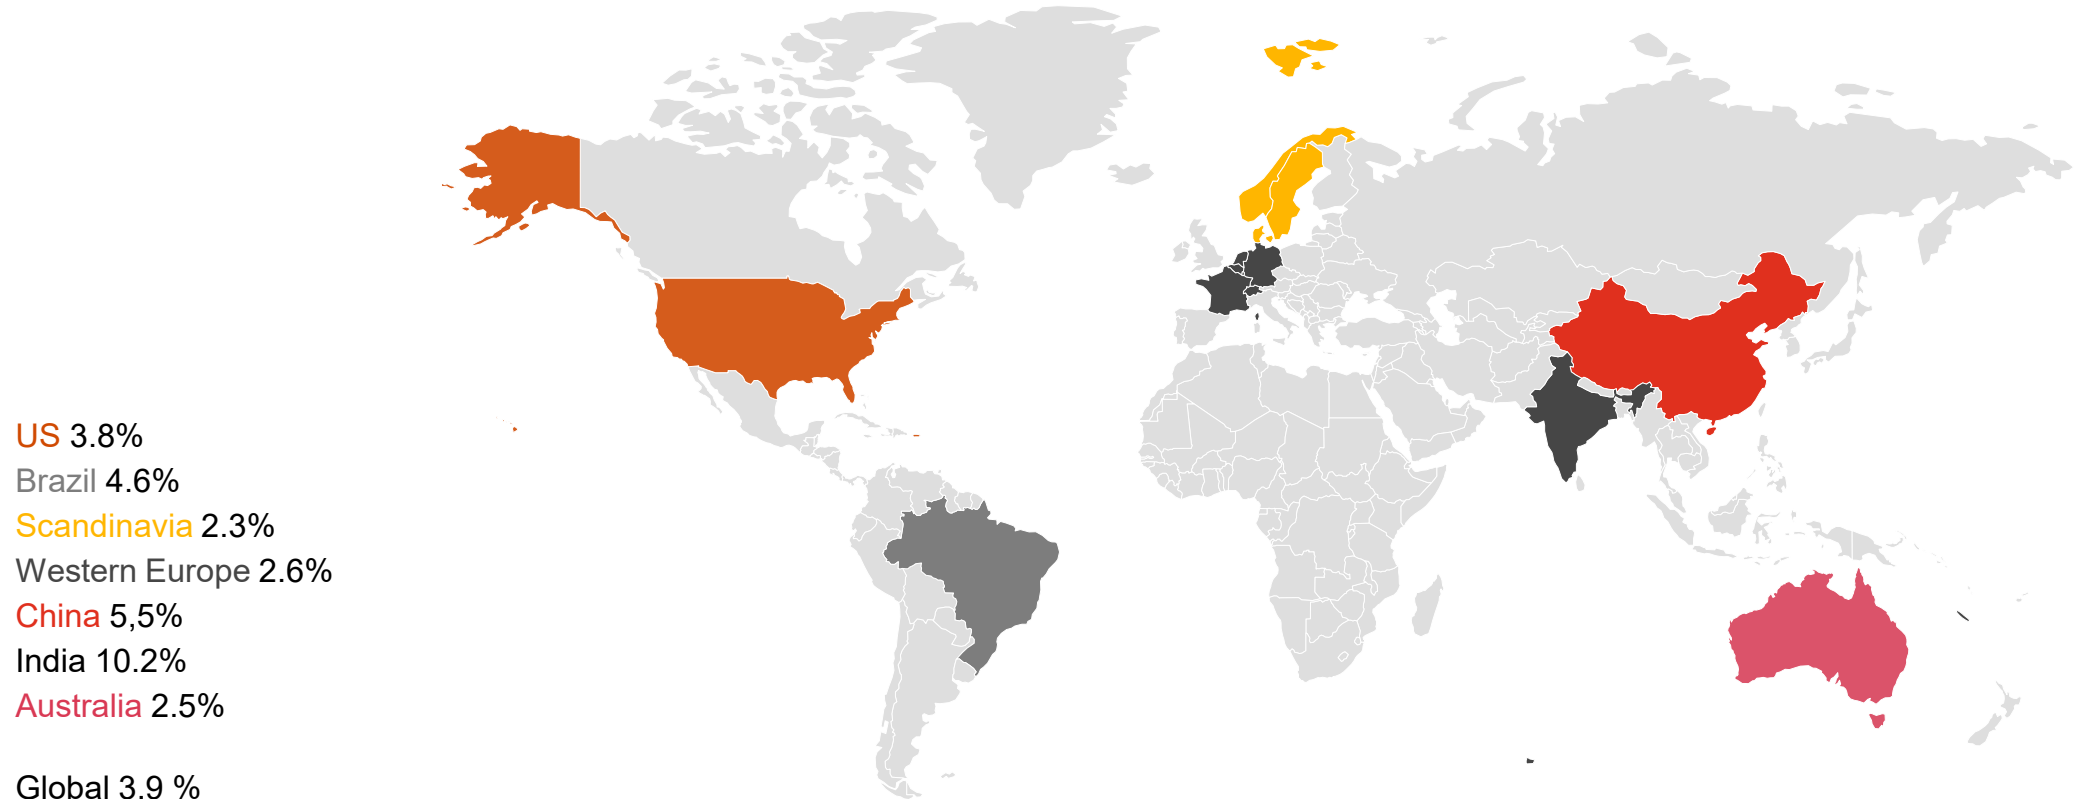 US 3.8%
Brazil 4.6%
Scandinavia 2.3%
Western Europe 2.6%
China 5,5%
India 10.2%
Australia 2.5%
Global 3.9 %